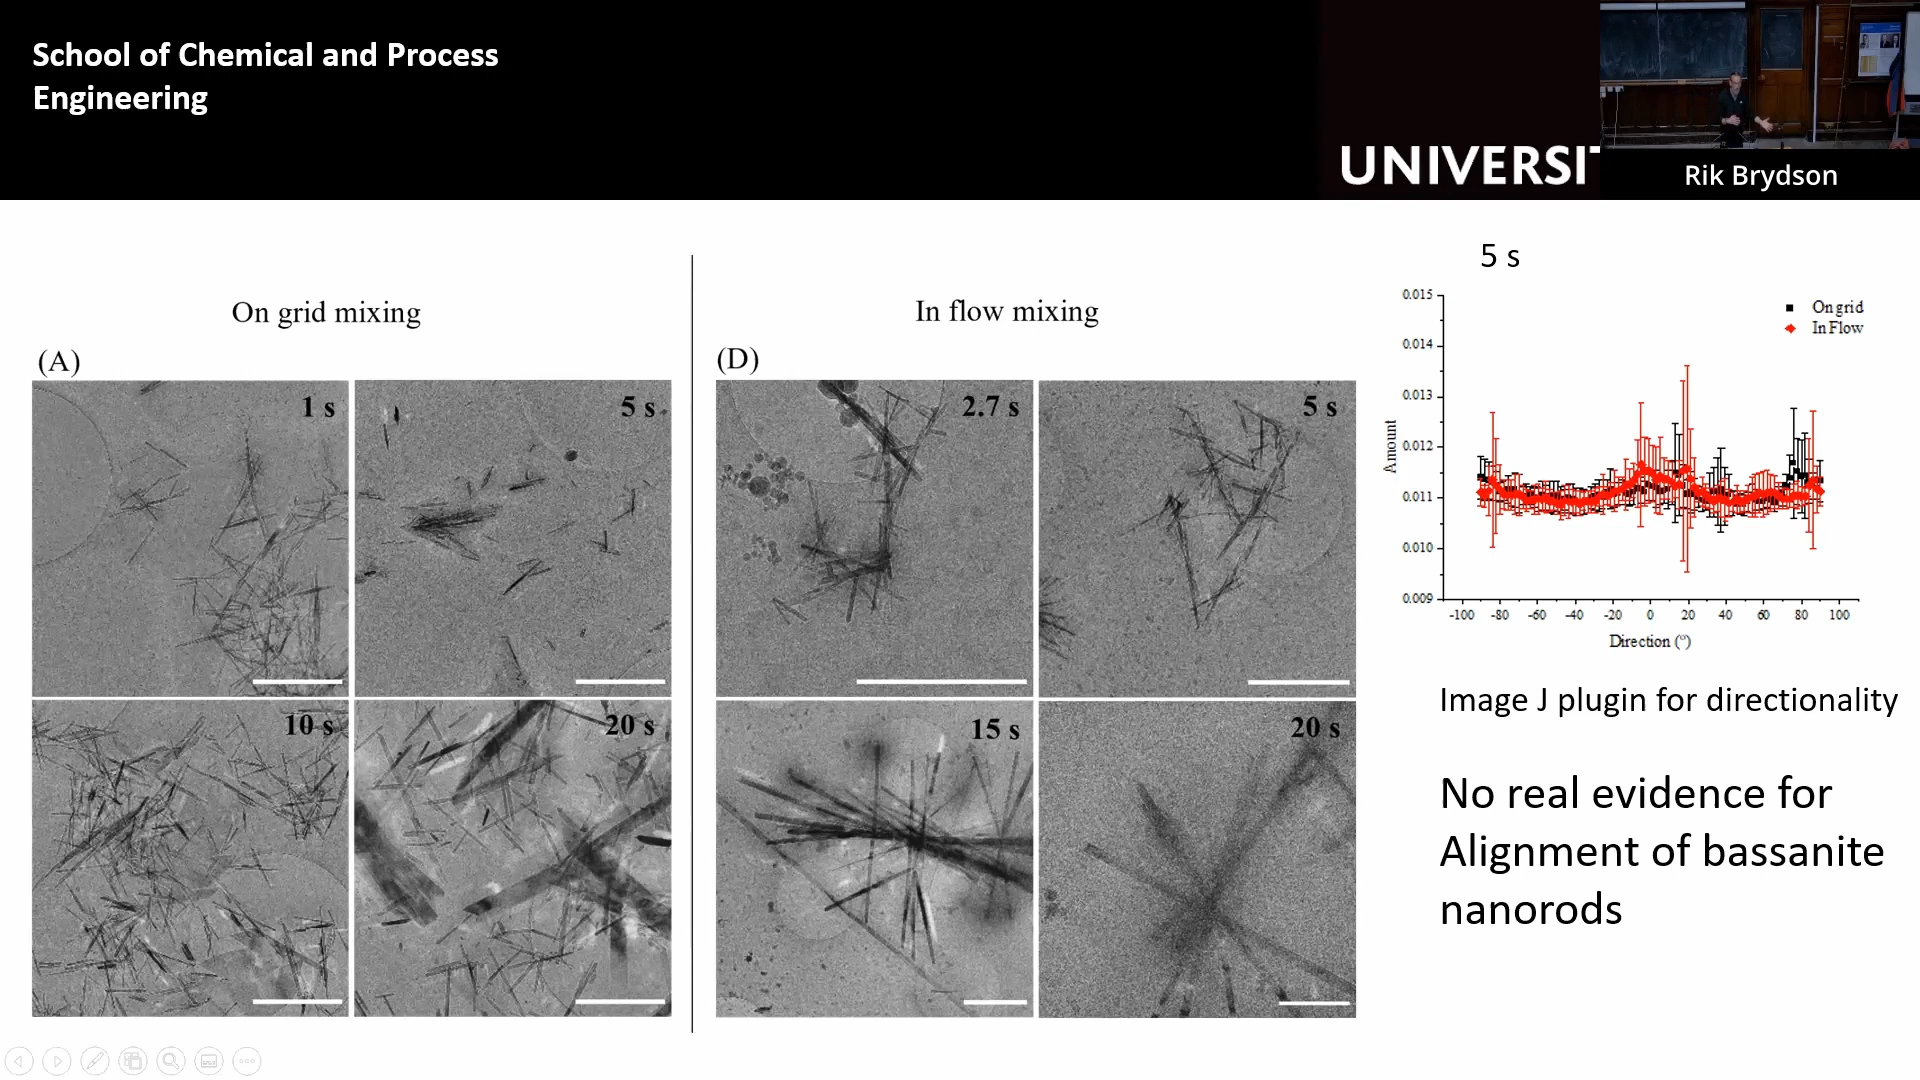 School of Chemical and Process
Engineering
UNIVERSI
Rik Brydson
On grid mixing
(A)
1 s
5 s
10 s
20 s
In flow mixing
(D)
2.7 s
5 s
15 s
20 s
5 s
0.015
0.014
0.013
0.012
0.011
0.010
0.009
Amount
On grid
In Flow
-100 -80 -60 -40 -20 0 20 40 60 80 100
Direction (°)
Image J plugin for directionality
No real evidence for
Alignment of bassanite
nanorods